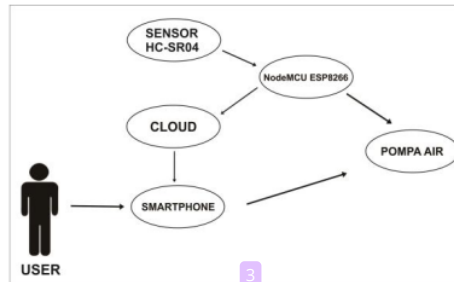 SENSOR
HC-SR04
NodeMCU ESP8266
CLOUD
POMPA AIR
SMARTPHONE
USER
3